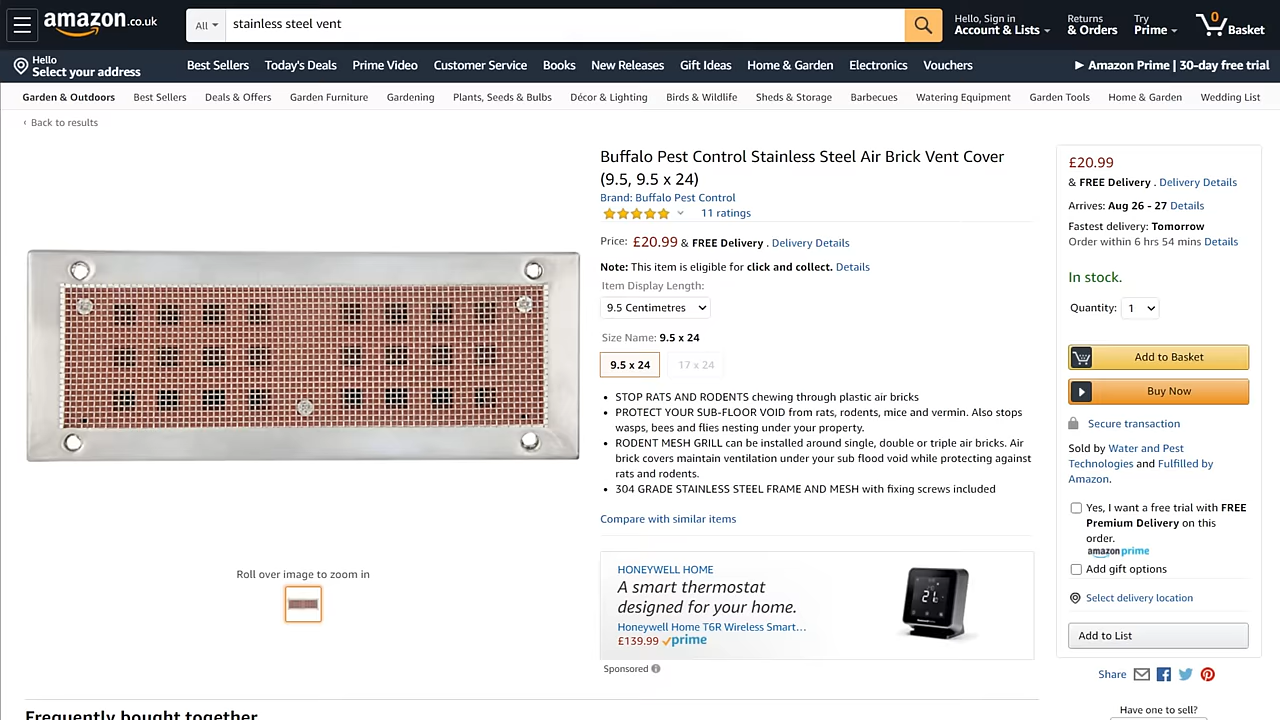 amazon.co.uk
All
stainless steel vent
Hello, Sign in
Account & Lists
Returns
& Orders
Try
Prime
0
Basket
Hello
Select your address
Best Sellers
Today's Deals
Prime Video
Customer Service
Books
New Releases
Gift Ideas
Home & Garden
Electronics
Vouchers
Amazon Prime | 30-day free trial
Garden & Outdoors
Best Sellers
Deals & Offers
Garden Furniture
Gardening
Plants, Seeds & Bulbs
Décor & Lighting
Birds & Wildlife
Sheds & Storage
Barbecues
Watering Equipment
Garden Tools
Home & Garden
Wedding List
‹ Back to results
Roll over image to zoom in
Buffalo Pest Control Stainless Steel Air Brick Vent Cover
(9.5, 9.5 x 24)
Brand: Buffalo Pest Control
11 ratings
Price: £20.99 & FREE Delivery . Delivery Details
Note: This item is eligible for click and collect. Details
Item Display Length:
9.5 Centimetres
Size Name: 9.5 x 24
9.5 x 24
17 x 24
• STOP RATS AND RODENTS chewing through plastic air bricks
• PROTECT YOUR SUB-FLOOR VOID from rats, rodents, mice and vermin. Also stops
wasps, bees and flies nesting under your property.
• RODENT MESH GRILL can be installed around single, double or triple air bricks. Air
brick covers maintain ventilation under your sub flood void while protecting against
rats and rodents.
• 304 GRADE STAINLESS STEEL FRAME AND MESH with fixing screws included
Compare with similar items
HONEYWELL HOME
A smart thermostat
designed for your home.
Honeywell Home T6R Wireless Smart…
£139.99 prime
21
Sponsored
£20.99
& FREE Delivery . Delivery Details
Arrives: Aug 26 - 27 Details
Fastest delivery: Tomorrow
Order within 6 hrs 54 mins Details
In stock.
Quantity: 1
Add to Basket
Buy Now
Secure transaction
Sold by Water and Pest
Technologies and Fulfilled by
Amazon.
Yes, I want a free trial with FREE
Premium Delivery on this
order.
amazon prime
Add gift options
Select delivery location
Add to List
Share
Have one to sell?
Frequently bought together